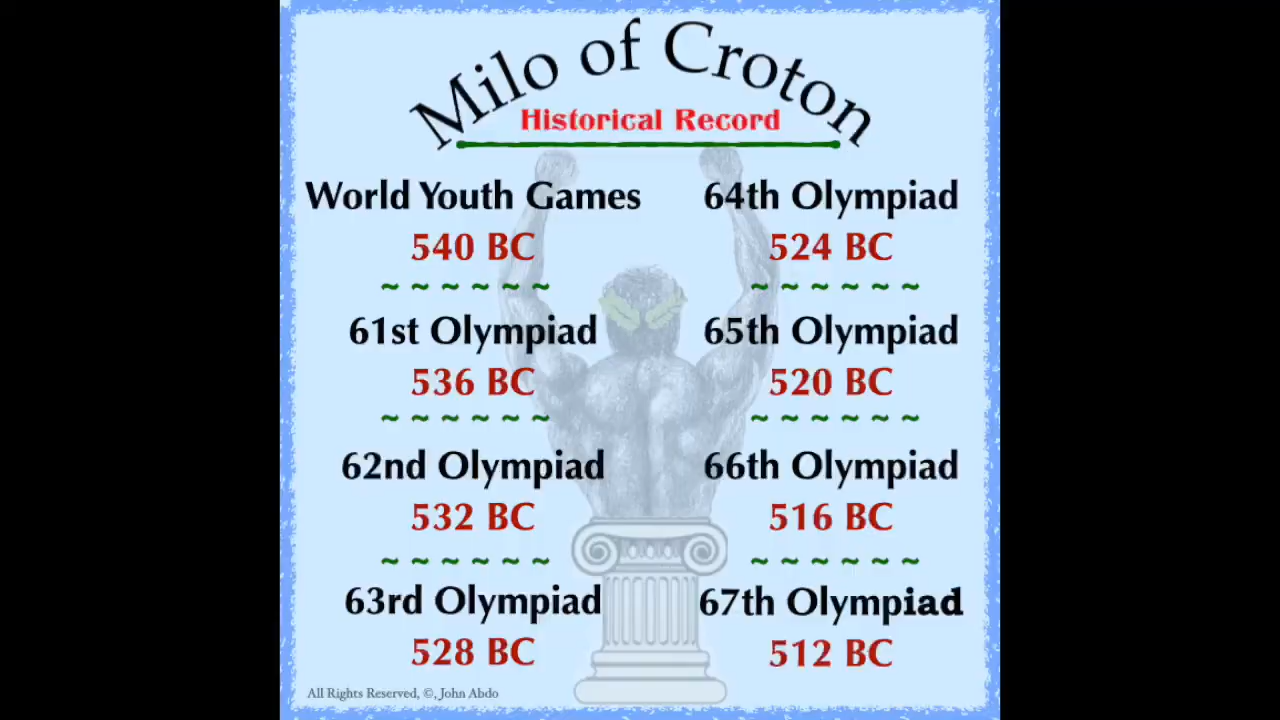 Milo of Croton
Historical Record
World Youth Games
540 BC
~ ~ ~ ~ ~ ~
61st Olympiad
536 BC
~ ~ ~ ~ ~ ~
62nd Olympiad
532 BC
~ ~ ~ ~ ~ ~
63rd Olympiad
528 BC
64th Olympiad
524 BC
~ ~ ~ ~ ~ ~
65th Olympiad
520 BC
~ ~ ~ ~ ~ ~
66th Olympiad
516 BC
~ ~ ~ ~ ~ ~
67th Olympiad
512 BC
All Rights Reserved, ©, John Abdo